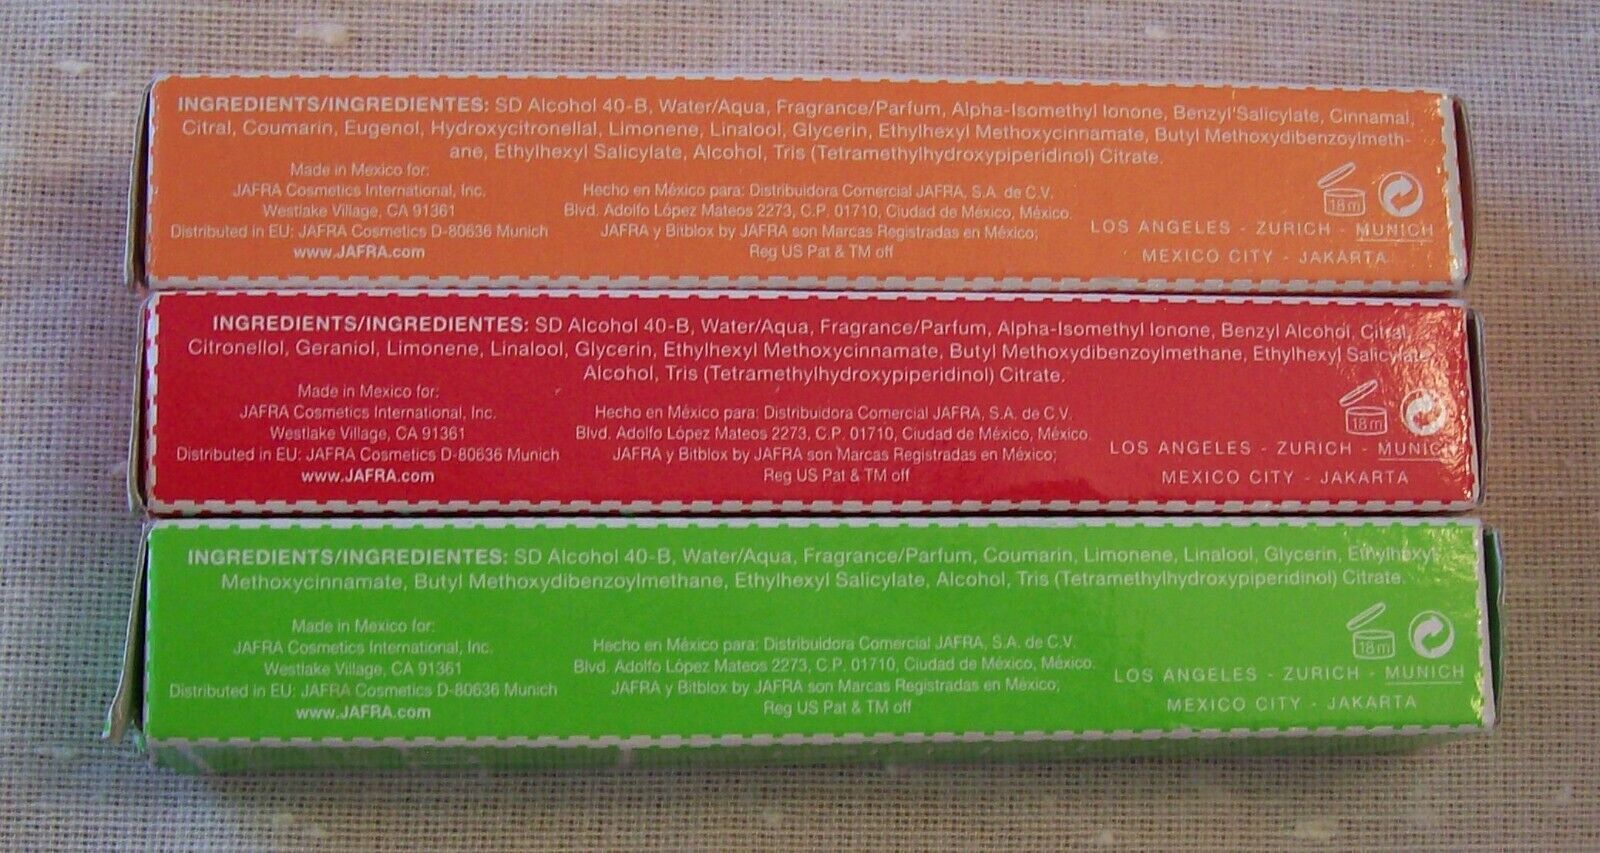 INGREDIENTS/INGREDIENTES: SD Alcohol 40-B, Water/Aqua, Fragrance/Parfum, Alpha-Isomethyl Ionone, Benzyl Salicylate, Cinnamal,
Citral, Coumarin, Eugenol, Hydroxycitronellal, Limonene, Linalool, Glycerin, Ethylhexyl Methoxycinnamate, Butyl Methoxydibenzoylmeth-
ane, Ethylhexyl Salicylate, Alcohol, Tris (Tetramethylhydroxypiperidinol) Citrate.
Made in Mexico for:
JAFRA Cosmetics International, Inc.
Westlake Village, CA 91361
Distributed in EU: JAFRA Cosmetics D-80636 Munich
www.JAFRA.com
Hecho en México para: Distribuidora Comercial JAFRA, S.A. de C.V.
Blvd. Adolfo López Mateos 2273, C.P. 01710, Ciudad de México, México.
JAFRA y Bitblox by JAFRA son Marcas Registradas en México;
Reg US Pat & TM off
18m
LOS ANGELES - ZURICH - MUNICH
MEXICO CITY - JAKARTA
INGREDIENTS/INGREDIENTES: SD Alcohol 40-B, Water/Aqua, Fragrance/Parfum, Alpha-Isomethyl Ionone, Benzyl Alcohol, Citral,
Citronellol, Geraniol, Limonene, Linalool, Glycerin, Ethylhexyl Methoxycinnamate, Butyl Methoxydibenzoylmethane, Ethylhexyl Salicylate,
Alcohol, Tris (Tetramethylhydroxypiperidinol) Citrate.
Made in Mexico for:
JAFRA Cosmetics International, Inc.
Westlake Village, CA 91361
Distributed in EU: JAFRA Cosmetics D-80636 Munich
www.JAFRA.com
Hecho en México para: Distribuidora Comercial JAFRA, S.A. de C.V.
Blvd. Adolfo López Mateos 2273, C.P. 01710, Ciudad de México, México.
JAFRA y Bitblox by JAFRA son Marcas Registradas en México;
Reg US Pat & TM off
18m
LOS ANGELES - ZURICH - MUNICH
MEXICO CITY - JAKARTA
INGREDIENTS/INGREDIENTES: SD Alcohol 40-B, Water/Aqua, Fragrance/Parfum, Coumarin, Limonene, Linalool, Glycerin, Ethylhexyl
Methoxycinnamate, Butyl Methoxydibenzoylmethane, Ethylhexyl Salicylate, Alcohol, Tris (Tetramethylhydroxypiperidinol) Citrate.
Made in Mexico for:
JAFRA Cosmetics International, Inc.
Westlake Village, CA 91361
Distributed in EU: JAFRA Cosmetics D-80636 Munich
www.JAFRA.com
Hecho en México para: Distribuidora Comercial JAFRA, S.A. de C.V.
Blvd. Adolfo López Mateos 2273, C.P. 01710, Ciudad de México, México.
JAFRA y Bitblox by JAFRA son Marcas Registradas en México;
Reg US Pat & TM off
18m
LOS ANGELES - ZURICH - MUNICH
MEXICO CITY - JAKARTA